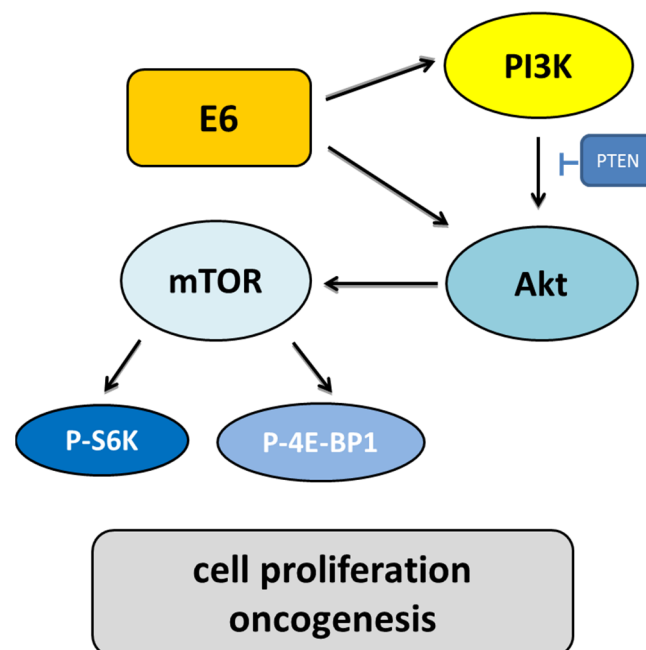 PI3K
E6
PTEN
mTOR
Akt
P-S6K
P-4E-BP1
cell proliferation
oncogenesis